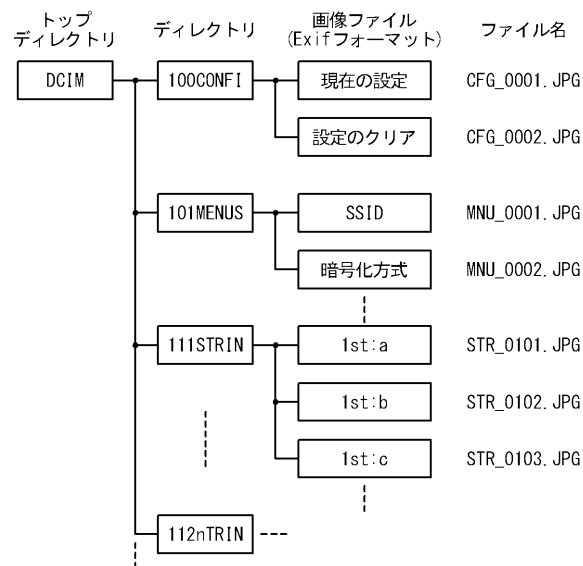 トップ
ディレクトリ
ディレクトリ
画像ファイル
(Exifフォーマット)
ファイル名
DCIM
100CONFI
現在の設定
CFG_0001.JPG
設定のクリア
CFG_0002.JPG
101MENUS
SSID
MNU_0001.JPG
暗号化方式
MNU_0002.JPG
111STRIN
1st:a
STR_0101.JPG
1st:b
STR_0102.JPG
1st:c
STR_0103.JPG
112nTRIN